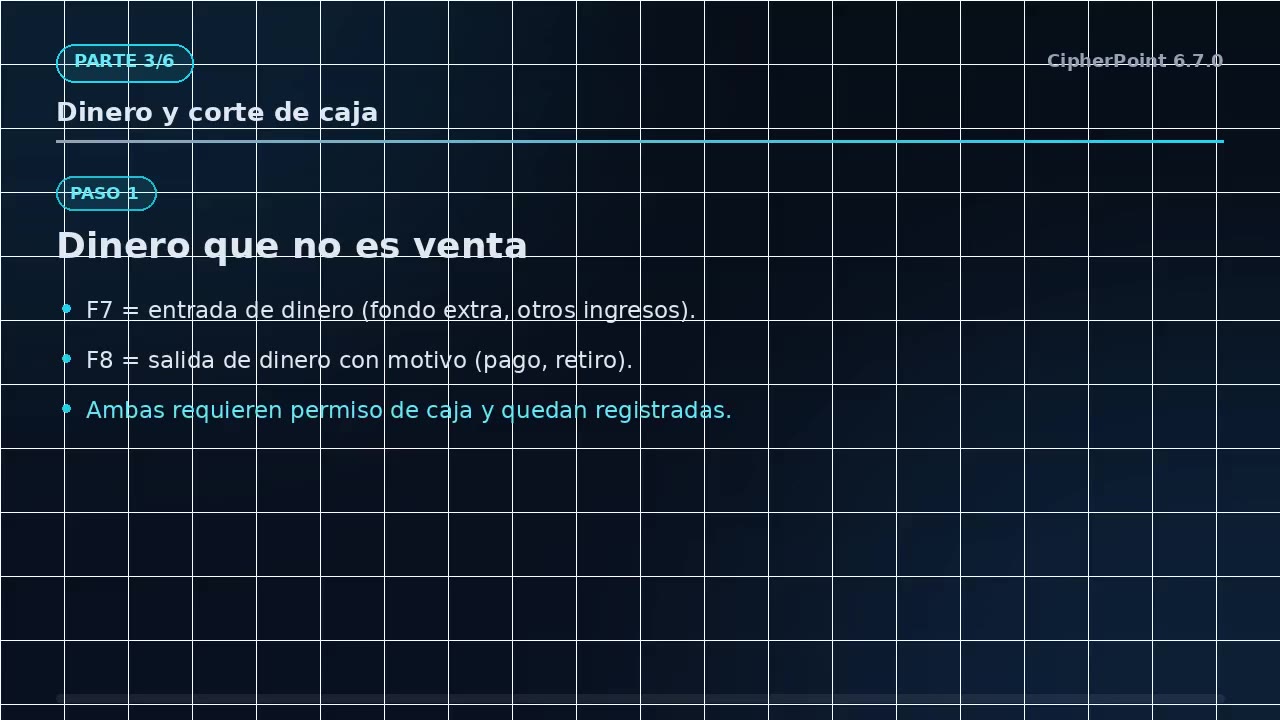 PARTE 3/6
CipherPoint 6.7.0
Dinero y corte de caja
PASO 1
Dinero que no es venta
F7 = entrada de dinero (fondo extra, otros ingresos).
F8 = salida de dinero con motivo (pago, retiro).
Ambas requieren permiso de caja y quedan registradas.